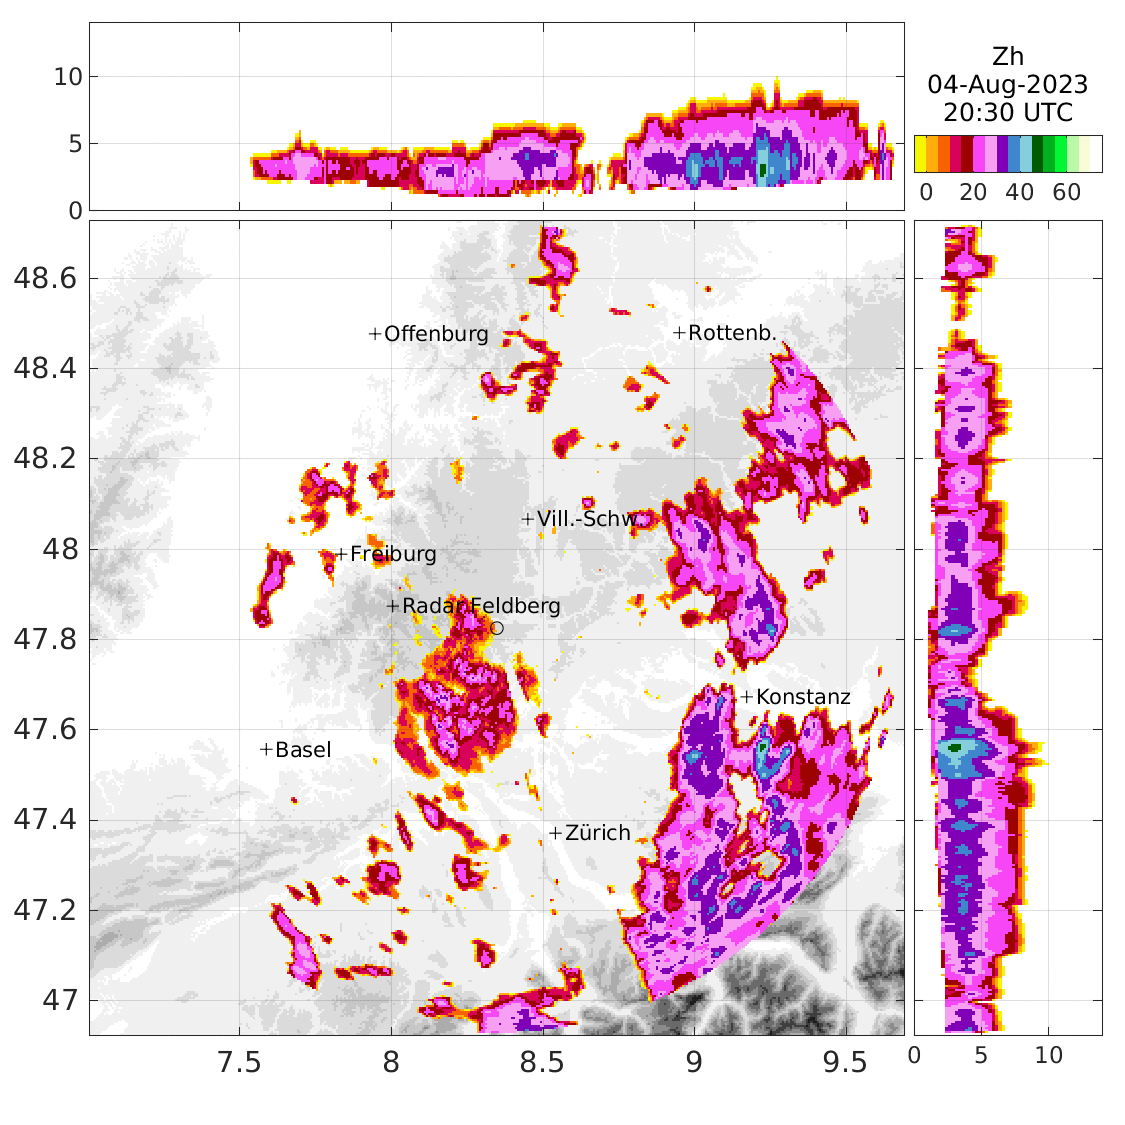 10
5
0
Zh
04-Aug-2023
20:30 UTC
0 20 40 60
48.6
48.4
48.2
48
47.8
47.6
47.4
47.2
47
+Offenburg
+Rottenb.
+Vill.-Schw.
+Freiburg
+Radar Feldberg
+Konstanz
+Basel
+Zürich
7.5 8 8.5 9 9.5
0 5 10